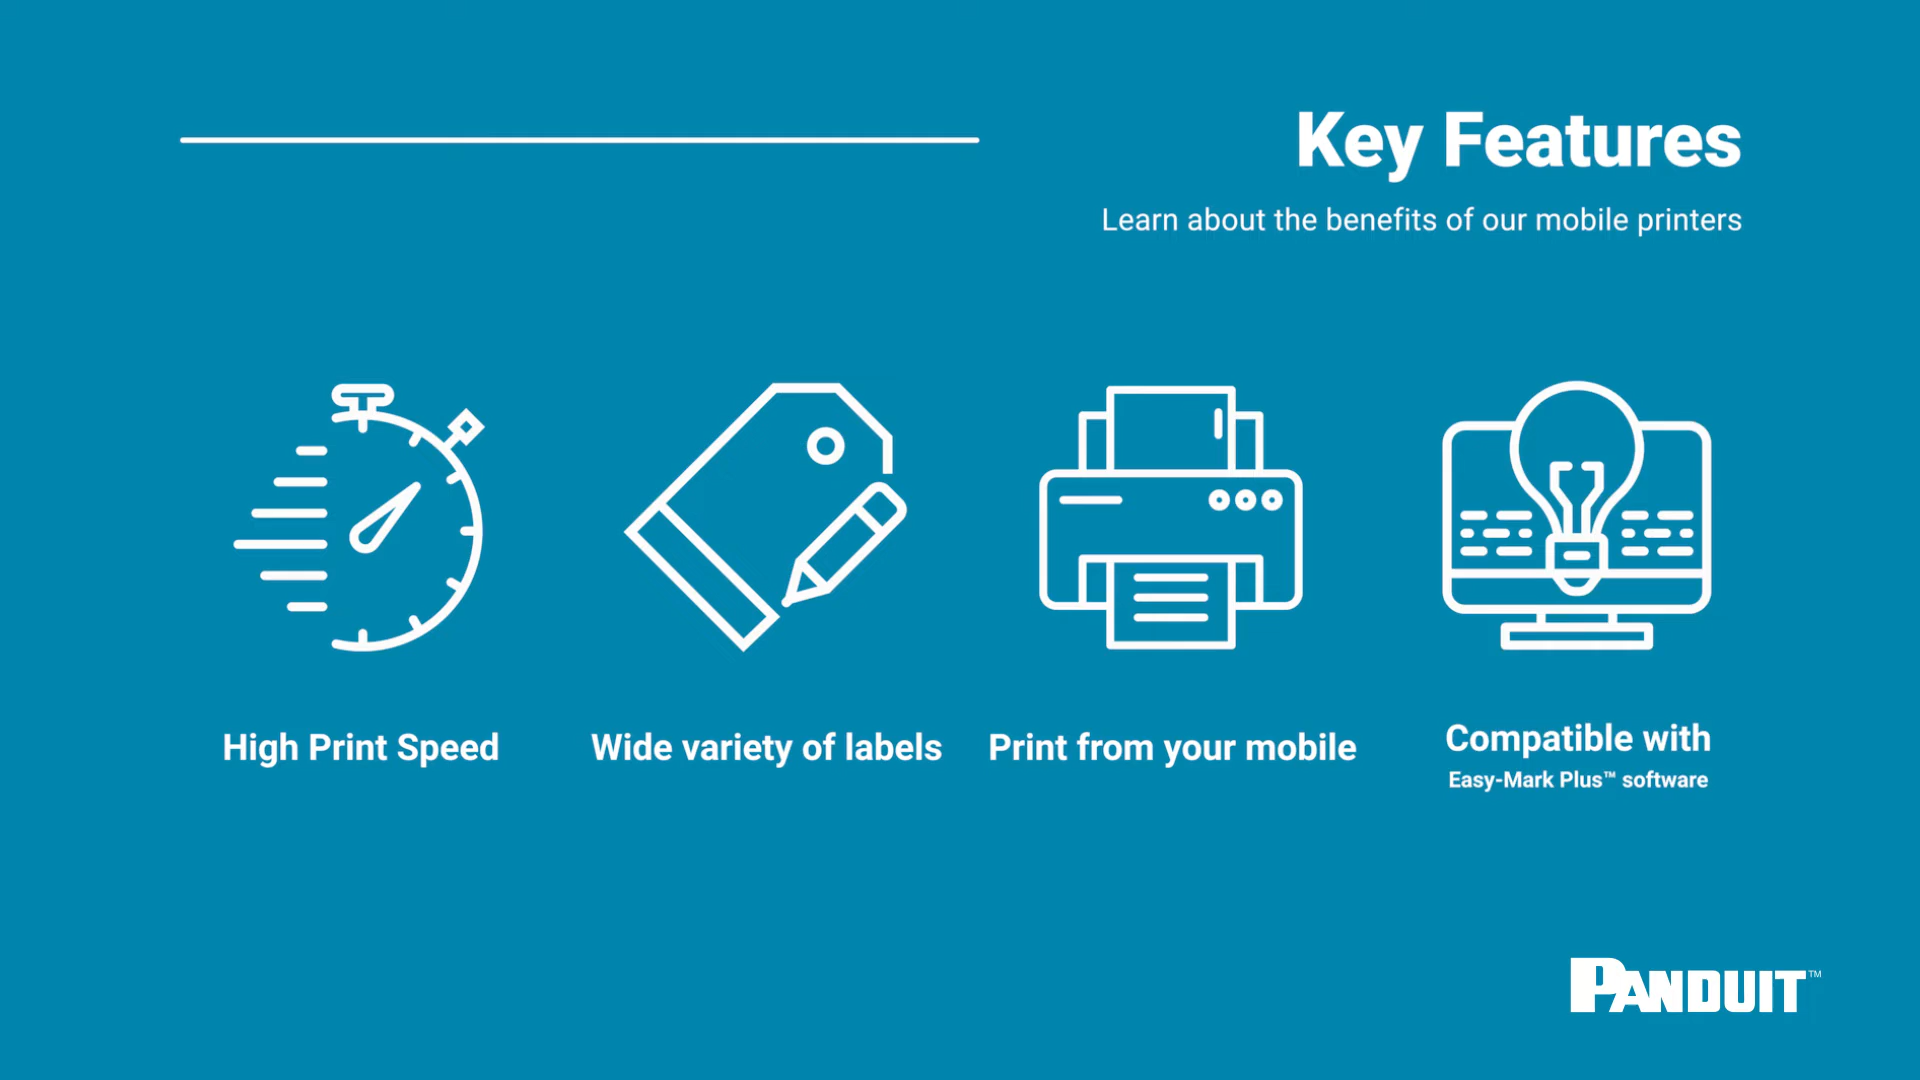 Key Features
Learn about the benefits of our mobile printers
High Print Speed
Wide variety of labels
Print from your mobile
Compatible with
Easy-Mark Plus™ software
PANDUIT™